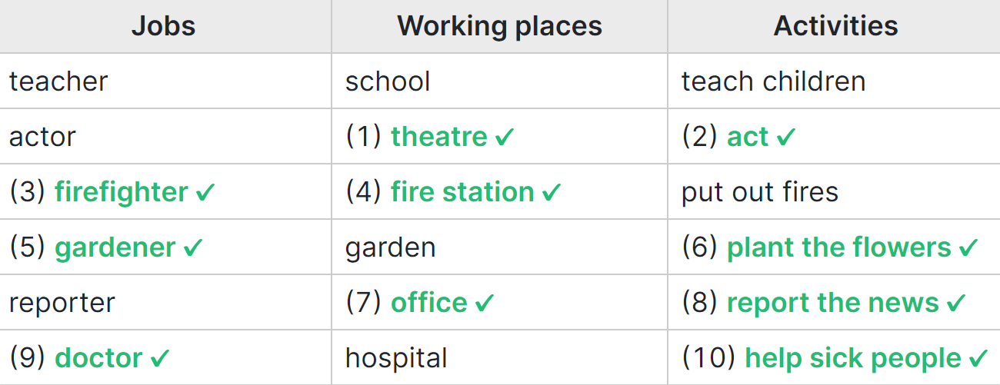 Jobs Working places Activities
teacher school teach children
actor (1) theatre ✓ (2) act ✓
(3) firefighter ✓ (4) fire station ✓ put out fires
(5) gardener ✓ garden (6) plant the flowers ✓
reporter (7) office ✓ (8) report the news ✓
(9) doctor ✓ hospital (10) help sick people ✓